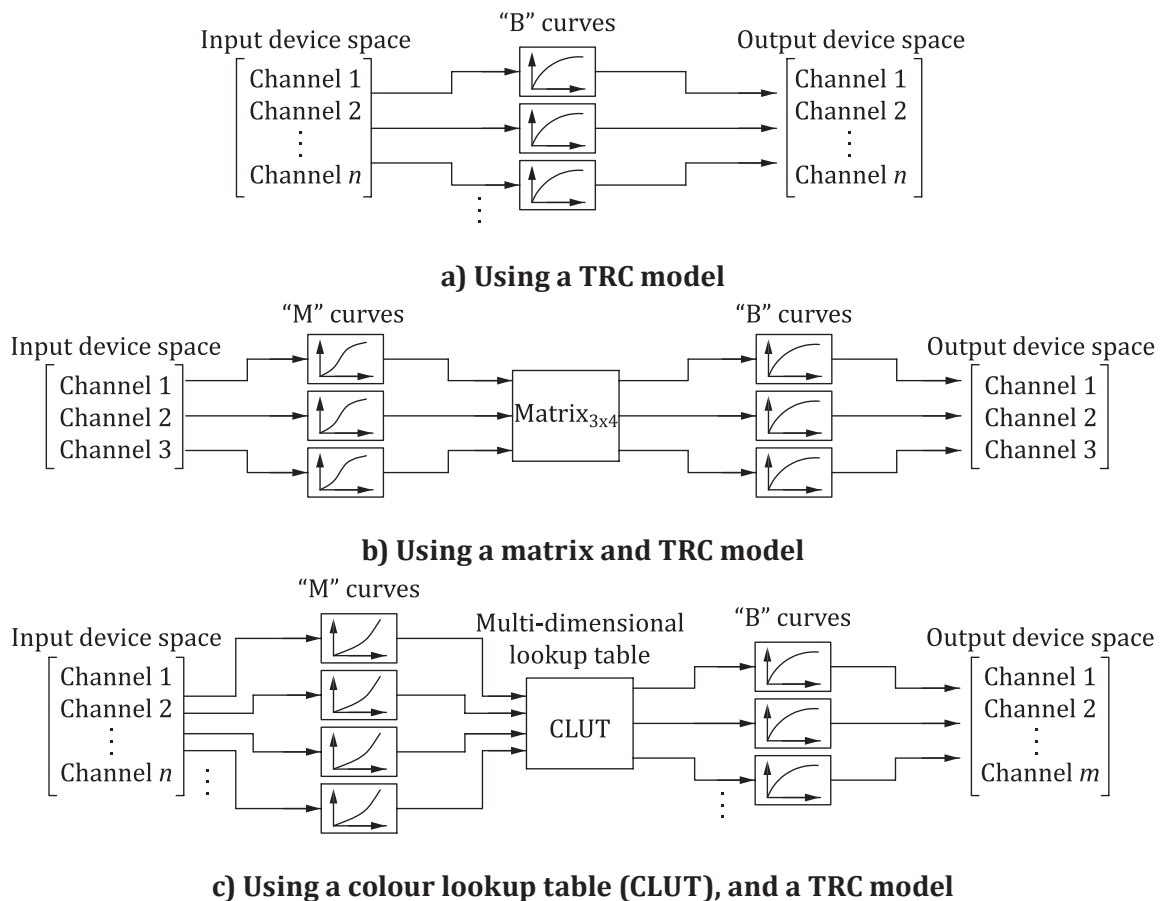 “B” curves
Input device space
Channel 1
Channel 2
Channel n
Output device space
Channel 1
Channel 2
Channel n
a) Using a TRC model
“M” curves
“B” curves
Input device space
Channel 1
Channel 2
Channel 3
Matrix3x4
Output device space
Channel 1
Channel 2
Channel 3
b) Using a matrix and TRC model
“M” curves
Multi-dimensional
lookup table
“B” curves
Input device space
Channel 1
Channel 2
Channel n
CLUT
Output device space
Channel 1
Channel 2
Channel m
c) Using a colour lookup table (CLUT), and a TRC model